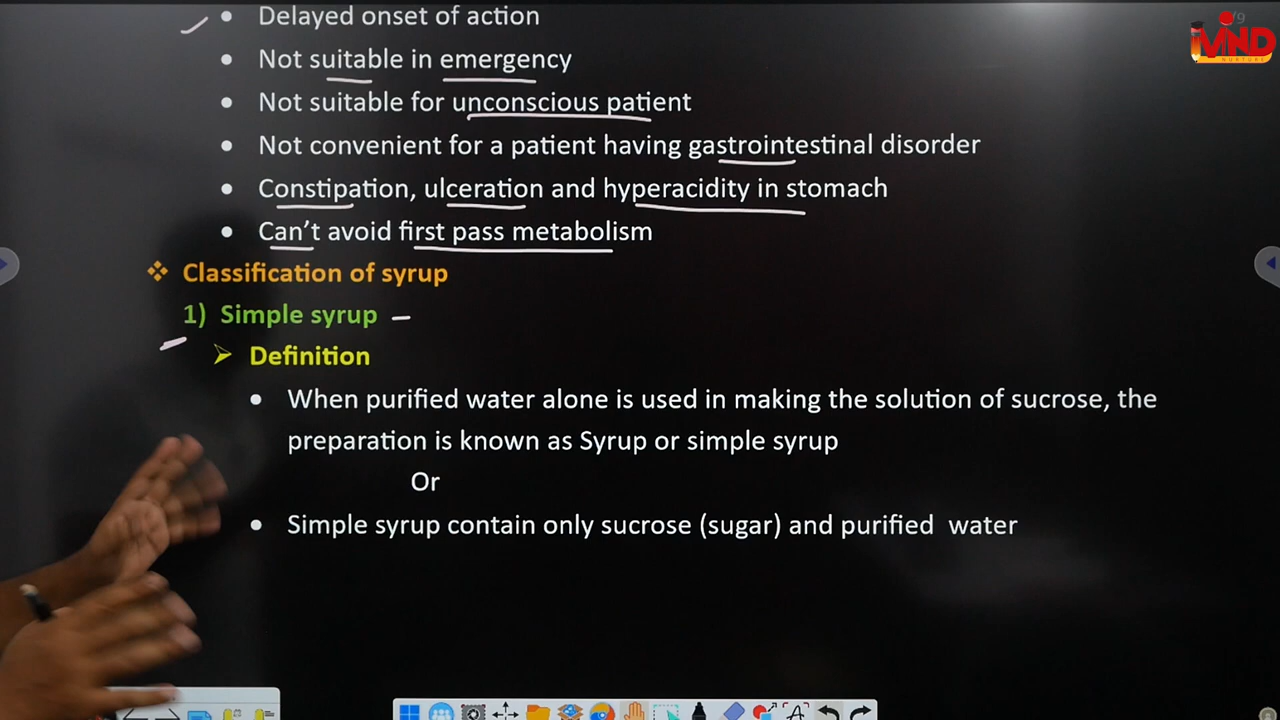 Delayed onset of action
/9
Not suitable in emergency
MIND
NURTURE
Not suitable for unconscious patient
Not convenient for a patient having gastrointestinal disorder
Constipation, ulceration and hyperacidity in stomach
Can't avoid first pass metabolism
Classification of syrup
1) Simple syrup
Definition
When purified water alone is used in making the solution of sucrose, the
preparation is known as Syrup or simple syrup
Or
Simple syrup contain only sucrose (sugar) and purified water